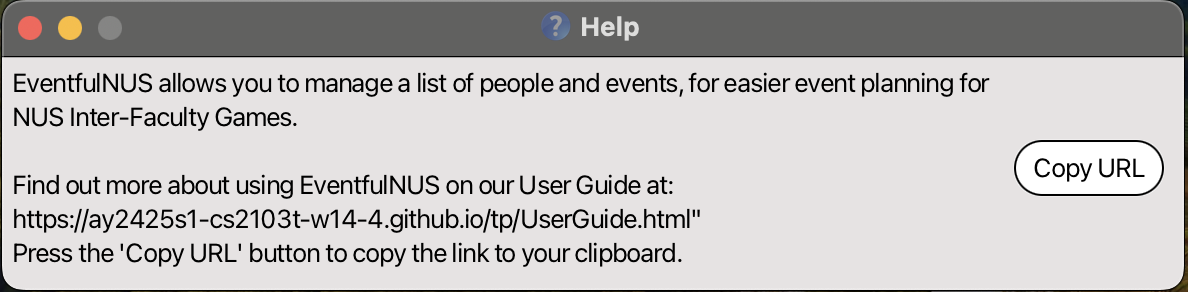 Help
EventfulNUS allows you to manage a list of people and events, for easier event planning for
NUS Inter-Faculty Games.
Copy URL
Find out more about using EventfulNUS on our User Guide at:
https://ay2425s1-cs2103t-w14-4.github.io/tp/UserGuide.html"
Press the 'Copy URL' button to copy the link to your clipboard.